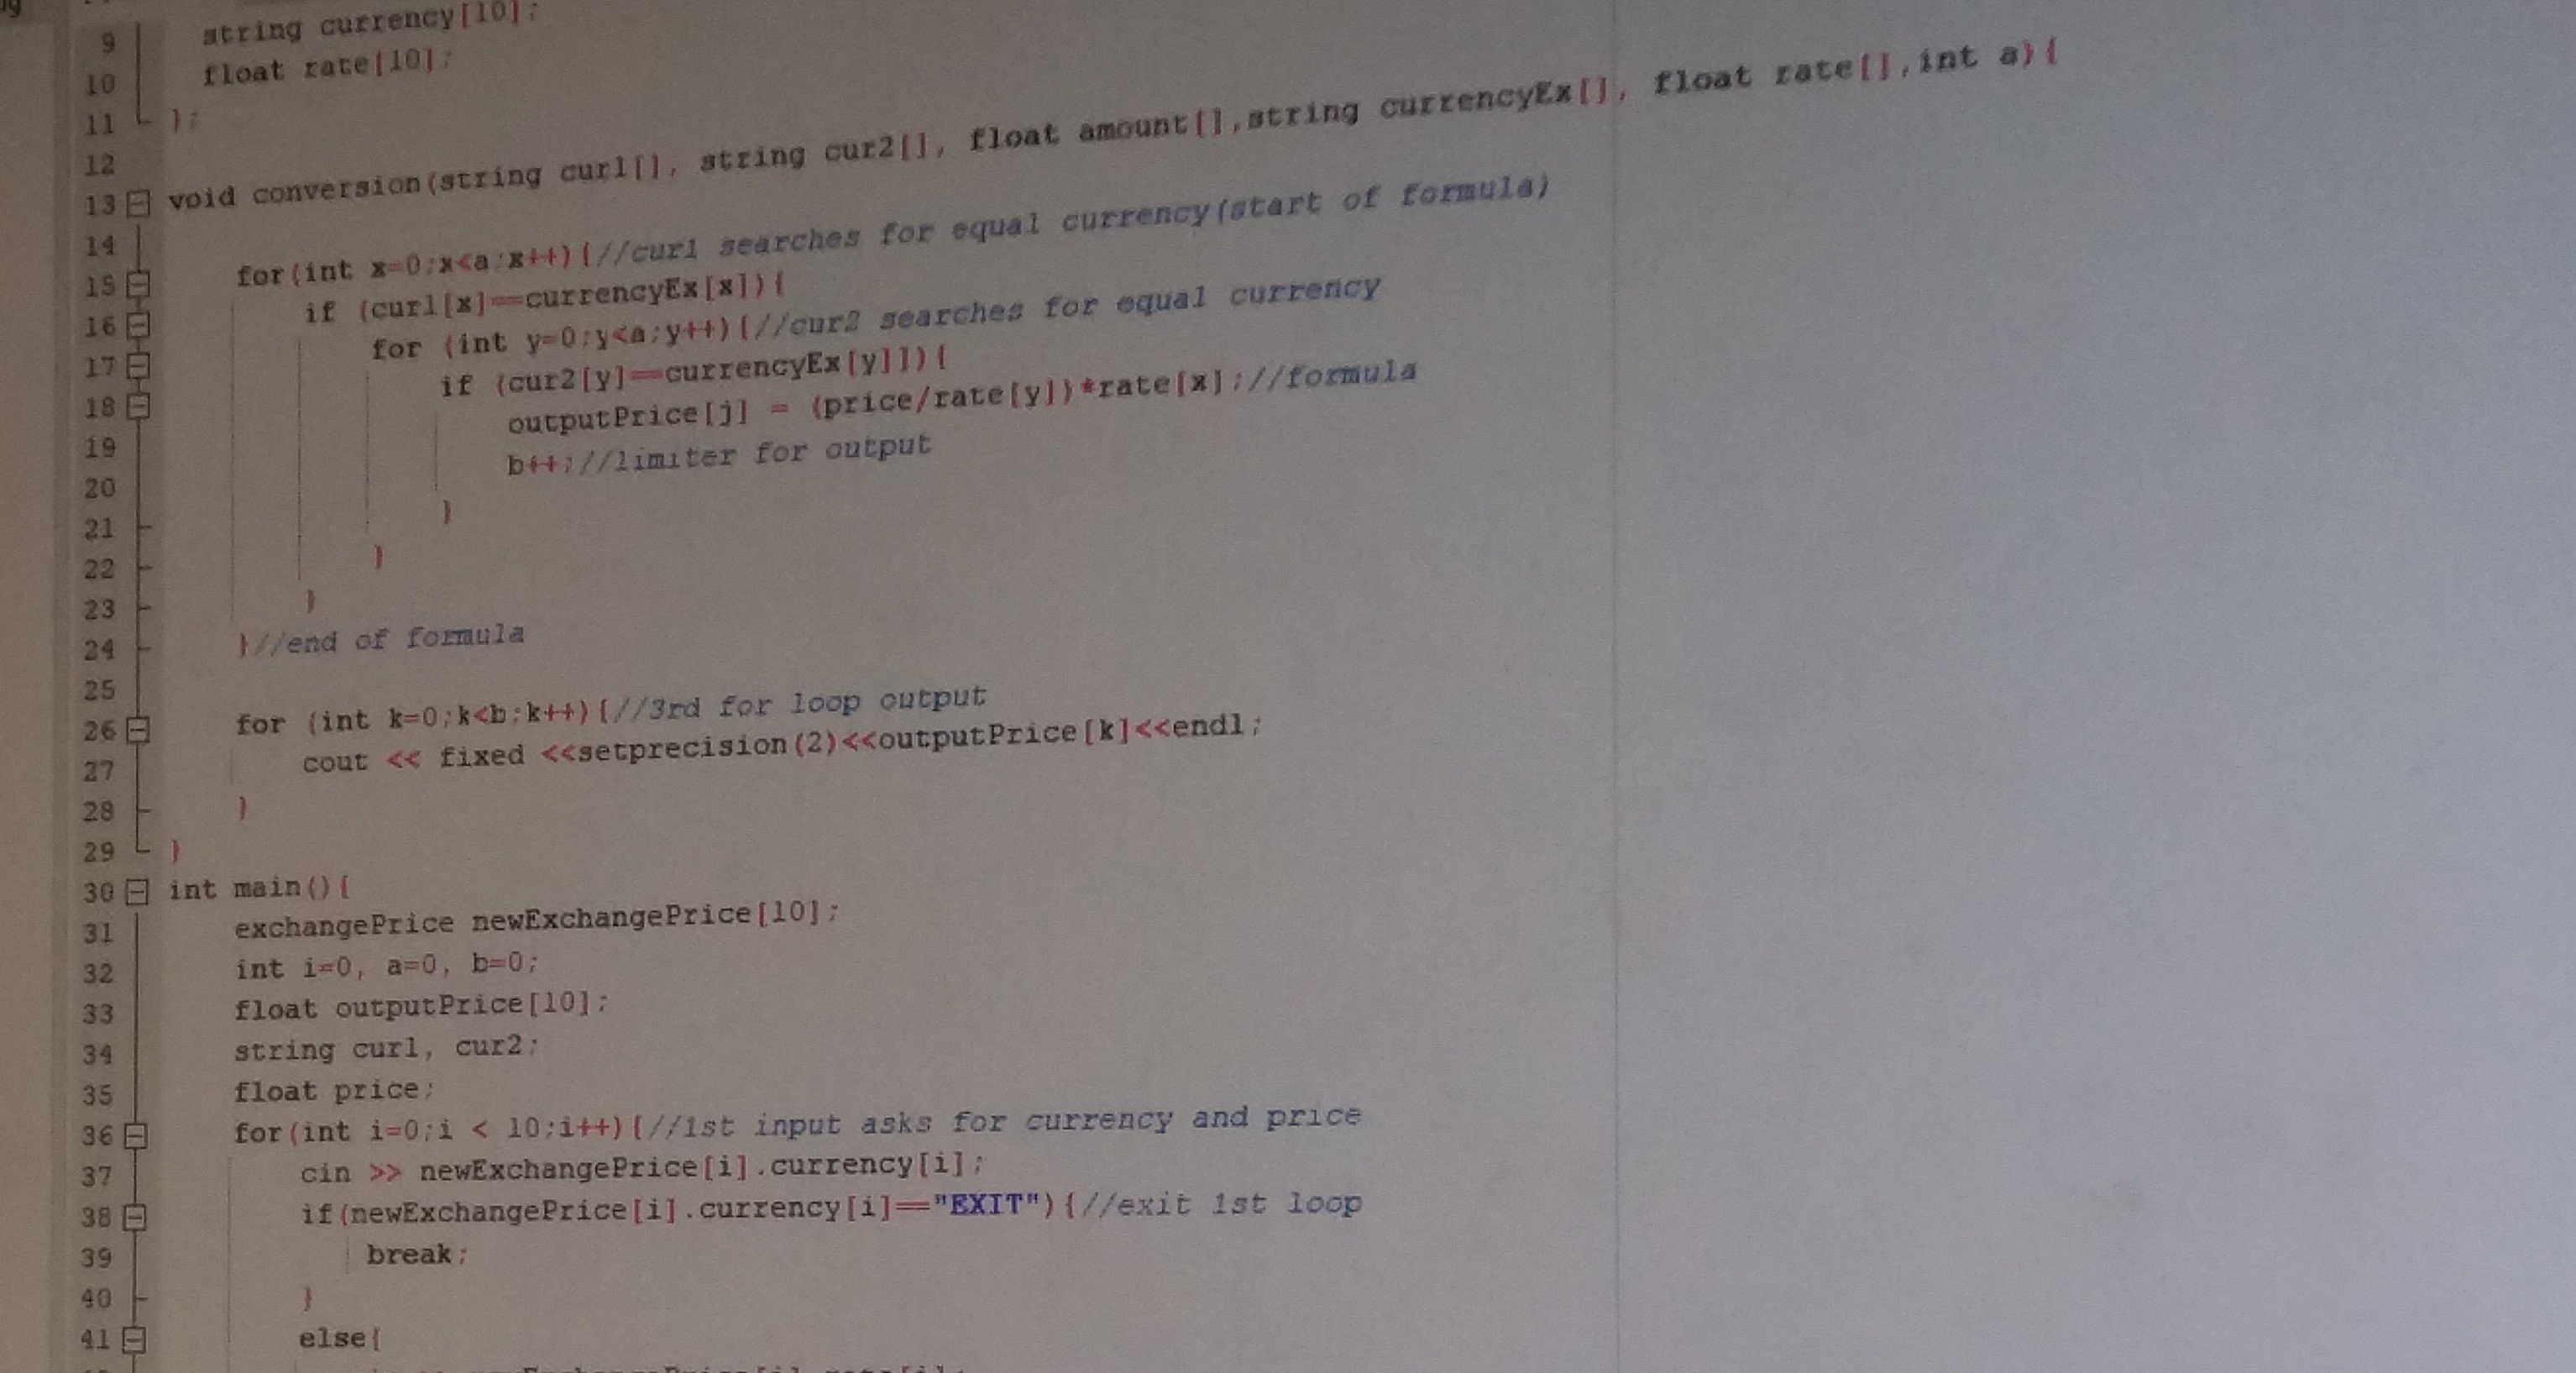 9 string currency[10];
10 float rate[10];
11 };
12
13 void conversion(string cur1[], string cur2[], float amount[],string currencyEx[], float rate[],int a){
14
15 for(int x=0;x<a;x++){//cur1 searches for equal currency(start of formula)
16 if (cur1[x]==currencyEx[x]){
17 for (int y=0;y<a;y++){//cur2 searches for equal currency
18 if (cur2[y]==currencyEx[y]]){
19 outputPrice[j] = (price/rate[y])*rate[x];//formula
20 b++;//limiter for output
21 }
22 }
23 }
24 }//end of formula
25
26 for (int k=0;k<b;k++){//3rd for loop output
27 cout << fixed <<setprecision(2)<<outputPrice[k]<<endl;
28 }
29 }
30 int main(){
31 exchangePrice newExchangePrice[10];
32 int i=0, a=0, b=0;
33 float outputPrice[10];
34 string cur1, cur2;
35 float price;
36 for(int i=0;i < 10;i++){//1st input asks for currency and price
37 cin >> newExchangePrice[i].currency[i];
38 if(newExchangePrice[i].currency[i]=="EXIT"){//exit 1st loop
39 break;
40 }
41 else{